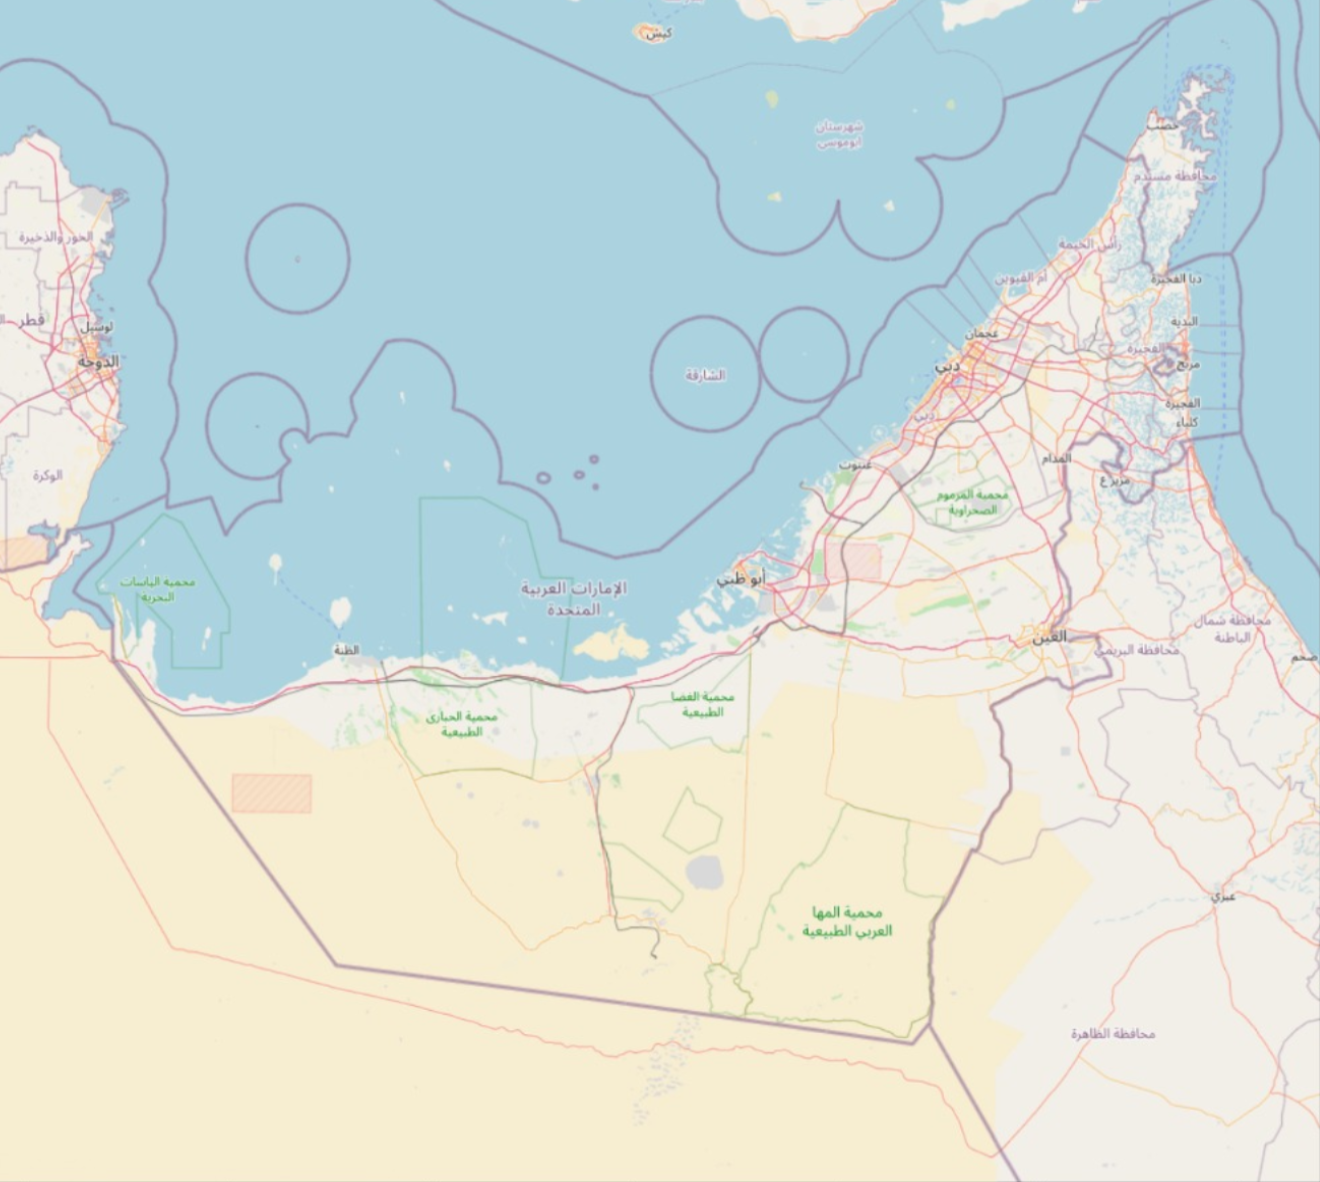 كيش
شهرستان
ابوموسی
خصب
محافظة مسندم
الخور والذخيرة
رأس الخيمة
أم القيوين
دبا الفجيرة
قطر
لوسيل
البدية
عجمان
الفجيرة
الدوحة
دبي
مربح
الشارقة
الفجيرة
دبي
كلباء
المدام
غنتوت
الوكرة
محمية المرموم
الصحراوية
أبو ظبي
محمية الياسات
البحرية
الإمارات العربية
المتحدة
محافظة شمال
الباطنة
العين
محافظة البريمي
الظنة
صحم
محمية الغضا
الطبيعية
محمية الحبارى
الطبيعية
عبري
محمية المها
العربي الطبيعية
محافظة الظاهرة